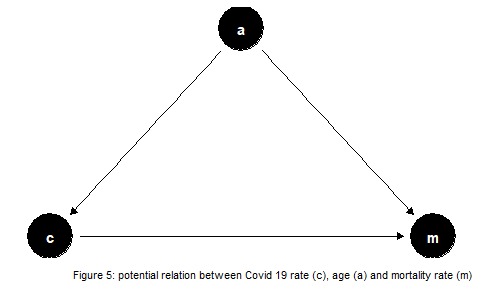 a
c
m
Figure 5: potential relation between Covid 19 rate (c), age (a) and mortality rate (m)